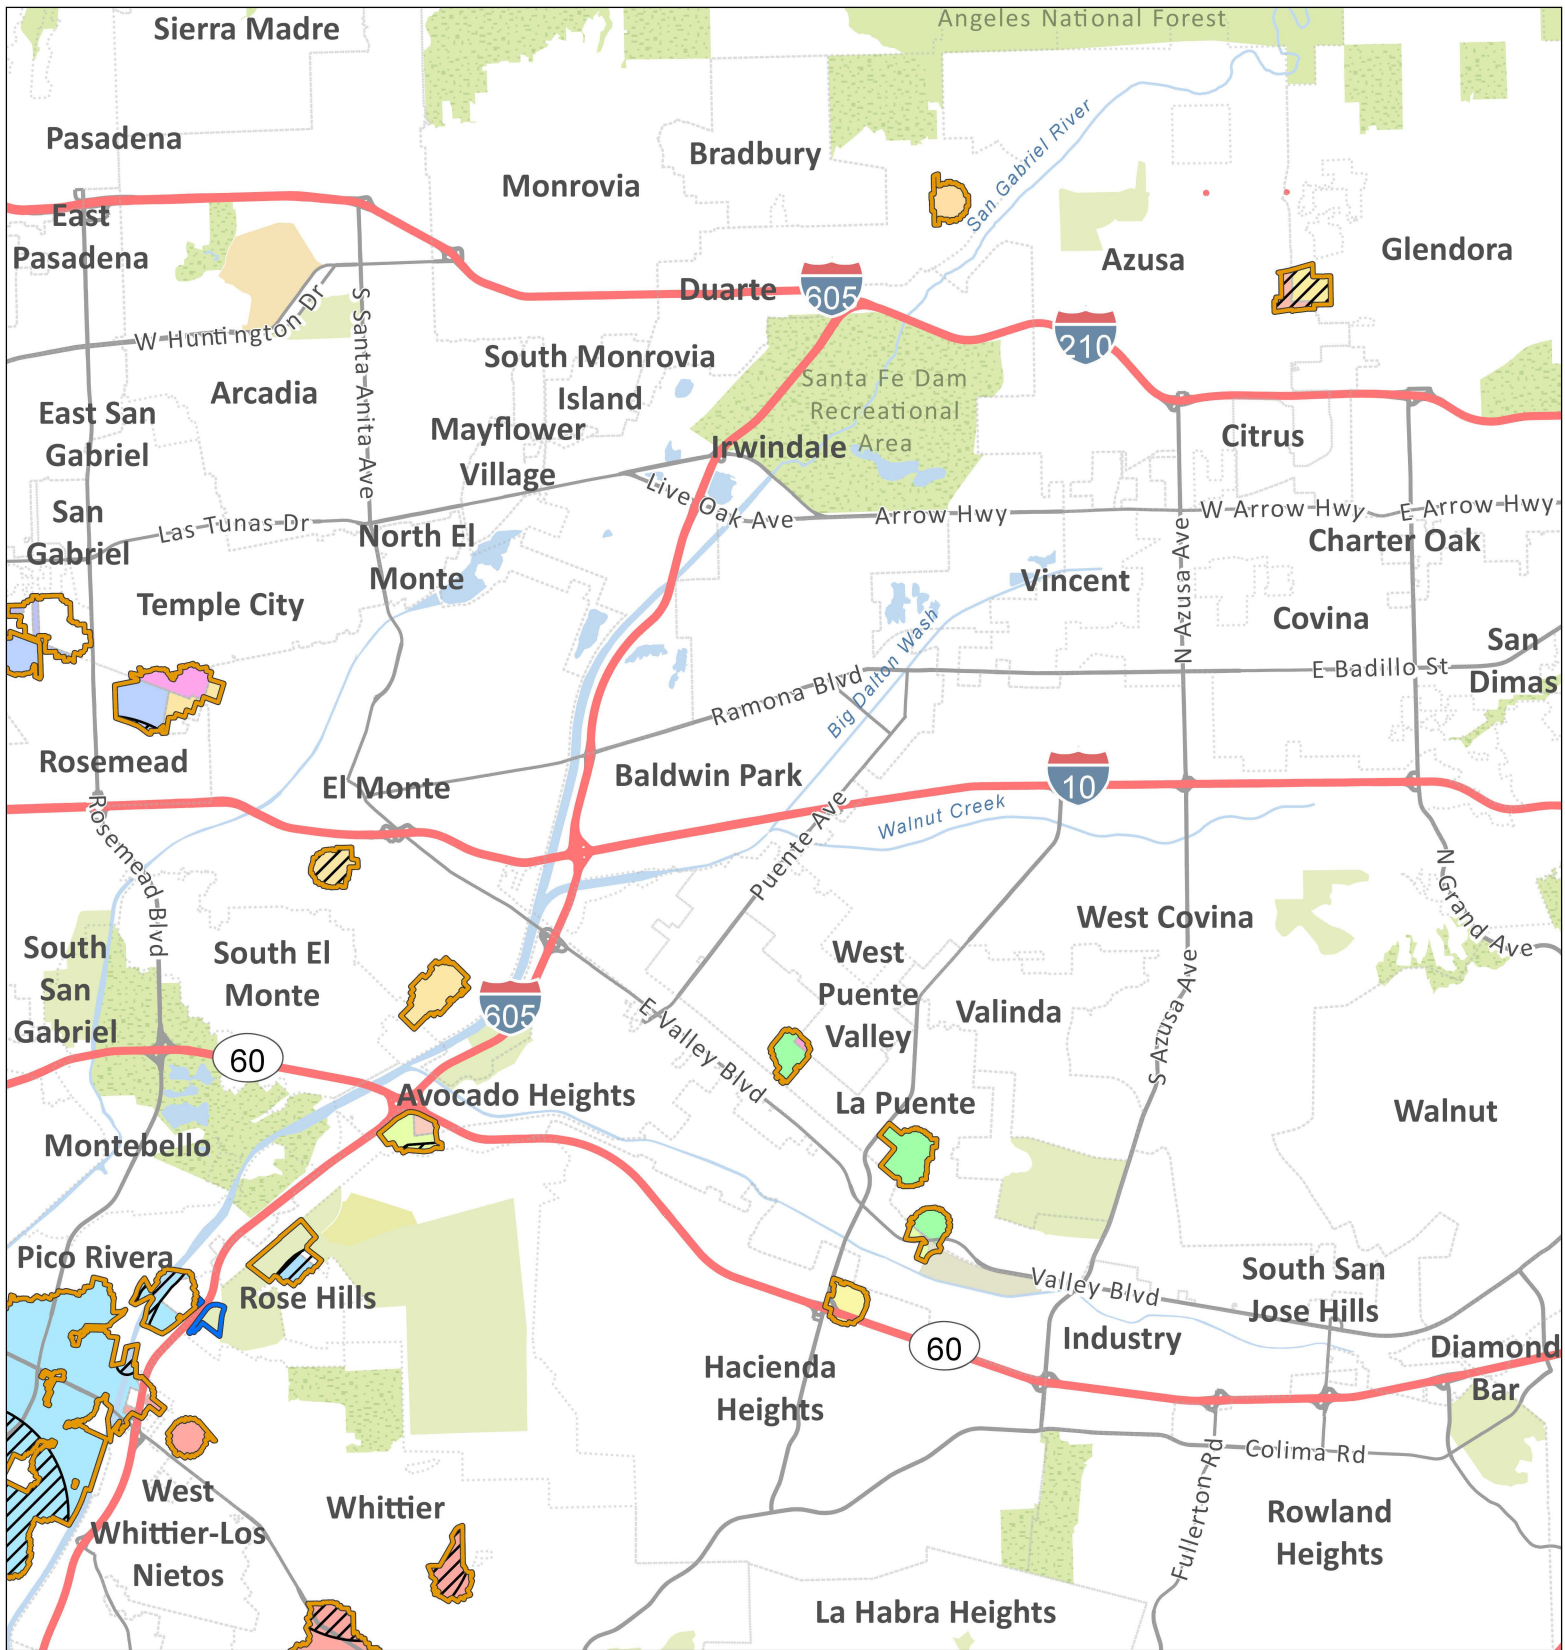 Angeles National Forest
Sierra Madre
Pasadena
Bradbury
Monrovia
San Gabriel River
East
Pasadena
Azusa
Glendora
Duarte
605
210
W Huntington Dr
S Santa Anita Ave
South Monrovia
Island
Santa Fe Dam
Recreational
Area
Arcadia
East San
Gabriel
Mayflower
Village
Irwindale
Citrus
Live Oak Ave
Arrow Hwy
W Arrow Hwy
E Arrow Hwy
San
Gabriel
Las Tunas Dr
North El
Monte
Charter Oak
Vincent
N Azusa Ave
Temple City
Covina
Big Dalton Wash
San
Dimas
E Badillo St
Ramona Blvd
Rosemead
El Monte
Baldwin Park
10
Walnut Creek
Puente Ave
Rosemead Blvd
N Grand Ave
West Covina
South
San
Gabriel
South El
Monte
West
Puente
Valley
Valinda
605
E Valley Blvd
S Azusa Ave
60
Avocado Heights
La Puente
Walnut
Montebello
Pico Rivera
Rose Hills
Valley Blvd
South San
Jose Hills
Industry
60
Hacienda
Heights
Diamond
Bar
Colima Rd
Fullerton Rd
West
Whittier-Los
Nietos
Whittier
Rowland
Heights
La Habra Heights